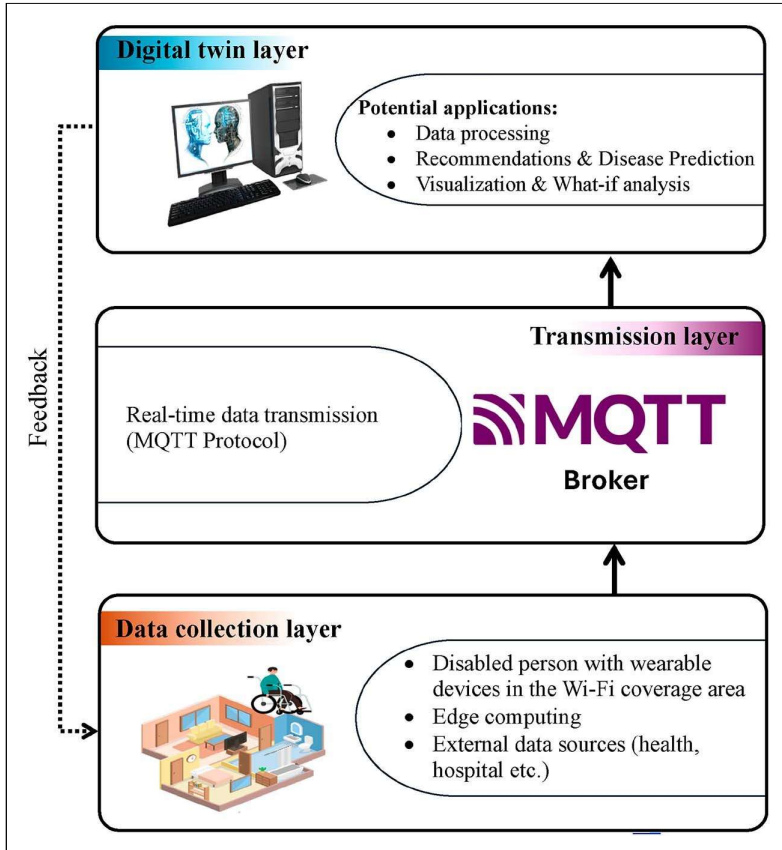 Digital twin layer
Potential applications:
• Data processing
• Recommendations & Disease Prediction
• Visualization & What-if analysis
Feedback
Transmission layer
Real-time data transmission
(MQTT Protocol)
MQTT
Broker
Data collection layer
• Disabled person with wearable
devices in the Wi-Fi coverage area
• Edge computing
• External data sources (health,
hospital etc.)